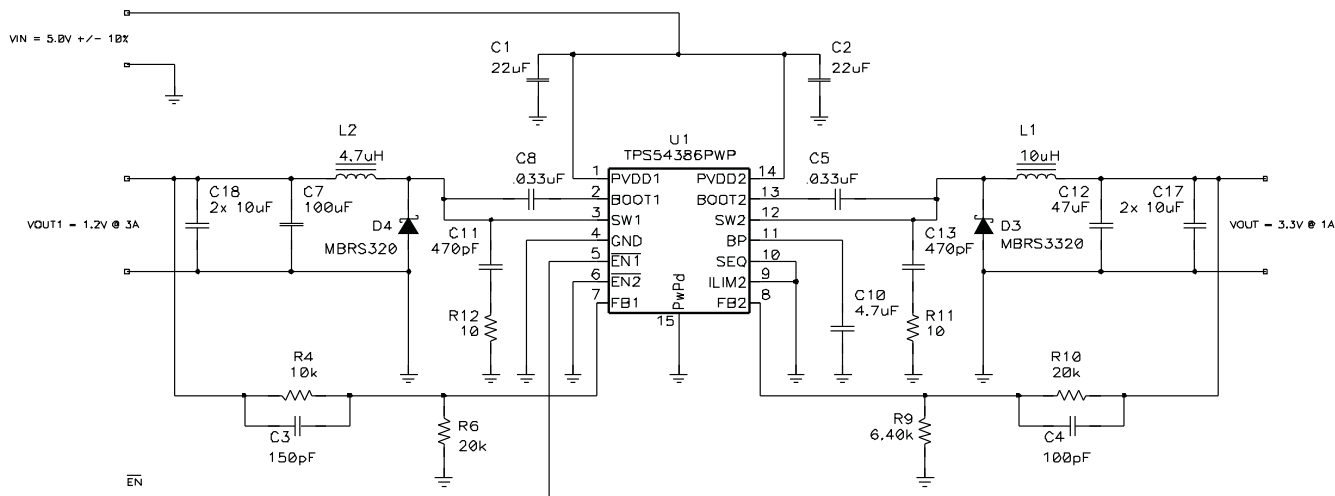 VIN = 5.0V +/- 10%
C1
22uF
C2
22uF
L2
4.7uH
C8
.033uF
U1
TPS54386PWP
C5
.033uF
L1
10uH
C18
2x 10uF
C7
100uF
D4
MBRS320
VOUT1 = 1.2V @ 3A
C11
470pF
R12
10
1 PVDD1
2 BOOT1
3 SW1
4 GND
5 EN1
6 EN2
7 FB1
PwPd
15
PVDD2 14
BOOT2 13
SW2 12
BP 11
SEQ 10
ILIM2 9
FB2 8
C13
470pF
R11
10
C10
4.7uF
D3
MBRS3320
C12
47uF
C17
2x 10uF
VOUT = 3.3V @ 1A
R4
10k
C3
150pF
R6
20k
R9
6.40k
R10
20k
C4
100pF
EN